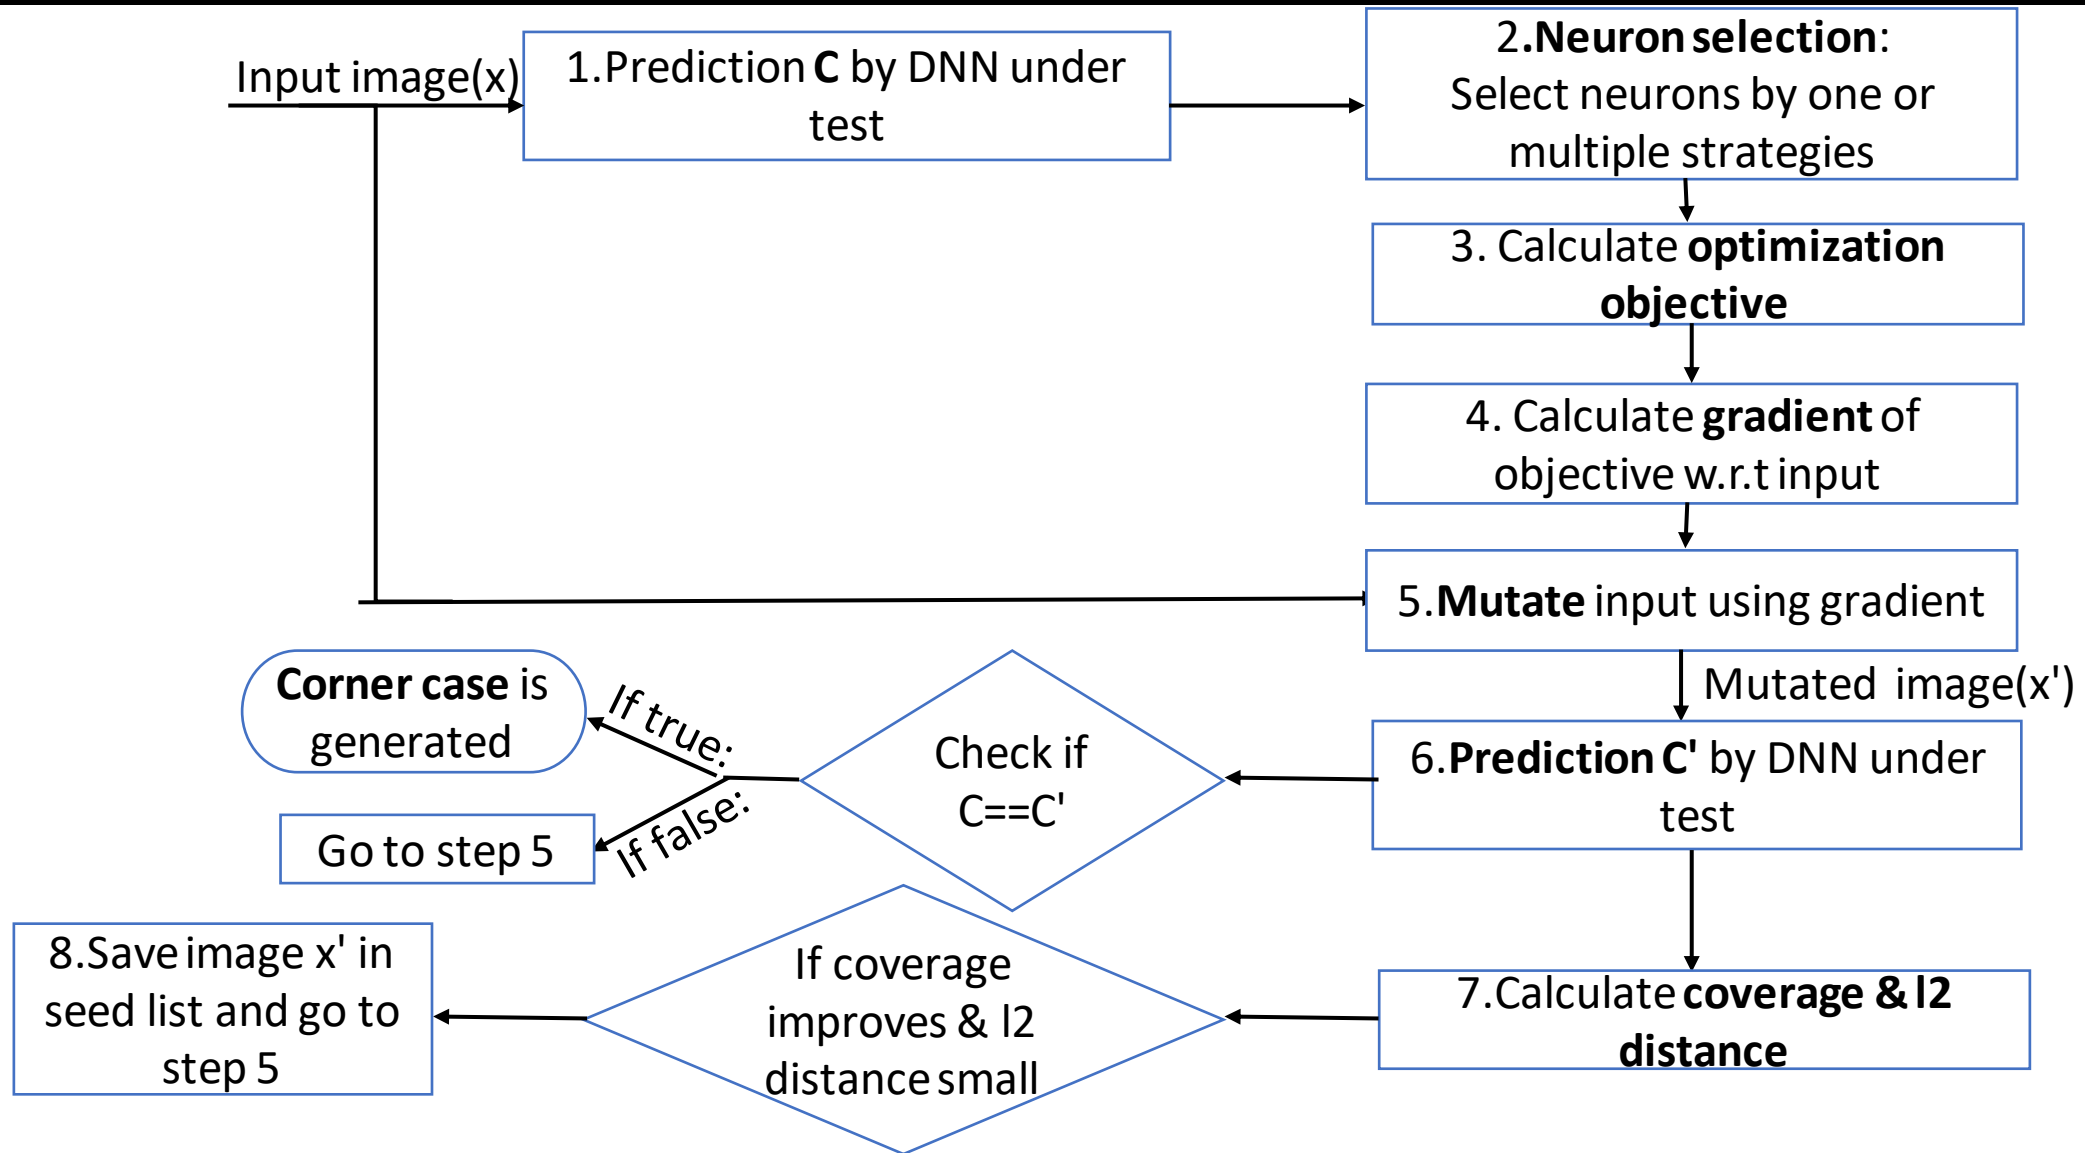 Input image(x)
1.Prediction C by DNN under
test
2.Neuron selection:
Select neurons by one or
multiple strategies
3. Calculate optimization
objective
4. Calculate gradient of
objective w.r.t input
5.Mutate input using gradient
Mutated image(x')
6.Prediction C' by DNN under
test
Check if
C==C'
If true:
Corner case is
generated
If false:
Go to step 5
7.Calculate coverage & l2
distance
If coverage
improves & l2
distance small
8.Save image x' in
seed list and go to
step 5